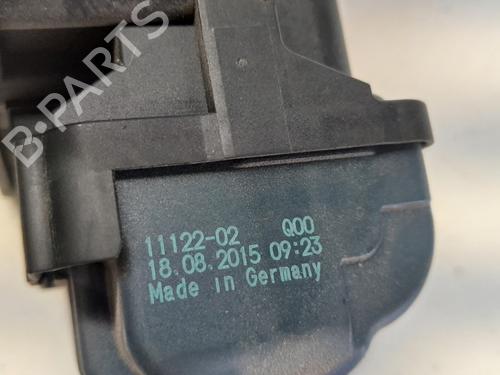 B-PARTS
11122-02 Q00
18.08.2015 09:23
Made in Germany